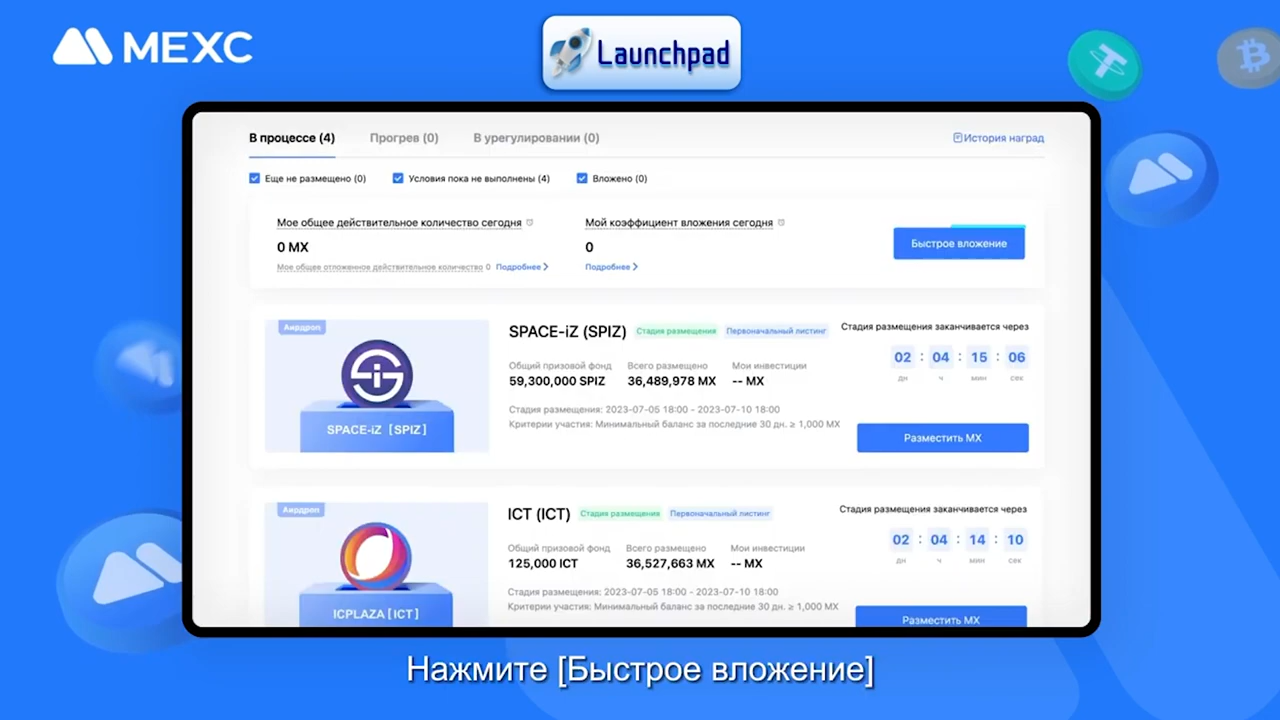 MEXC
Launchpad
В процессе (4) Прогрев (0) В урегулировании (0) История наград
Еще не размещено (0) Условия пока не выполнены (4) Вложено (0)
Мое общее действительное количество сегодня Мой коэффициент вложения сегодня
0 MX 0
Быстрое вложение
Мое общее отложенное действительное количество 0 Подробнее Подробнее
Аирдроп
SPACE-iZ (SPIZ) Стадия размещения Первоначальный листинг Стадия размещения заканчивается через
02 : 04 : 15 : 06
дн ч мин сек
Общий призовой фонд Всего размещено Мои инвестиции
59,300,000 SPIZ 36,489,978 MX -- MX
Стадия размещения: 2023-07-05 18:00 - 2023-07-10 18:00
Критерии участия: Минимальный баланс за последние 30 дн. ≥ 1,000 MX
SPACE-iZ [SPIZ]
Разместить MX
Аирдроп
ICT (ICT) Стадия размещения Первоначальный листинг Стадия размещения заканчивается через
02 : 04 : 14 : 10
дн ч мин сек
Общий призовой фонд Всего размещено Мои инвестиции
125,000 ICT 36,527,663 MX -- MX
Стадия размещения: 2023-07-05 18:00 - 2023-07-10 18:00
Критерии участия: Минимальный баланс за последние 30 дн. ≥ 1,000 MX
ICPLAZA [ICT]
Разместить MX
Нажмите [Быстрое вложение]